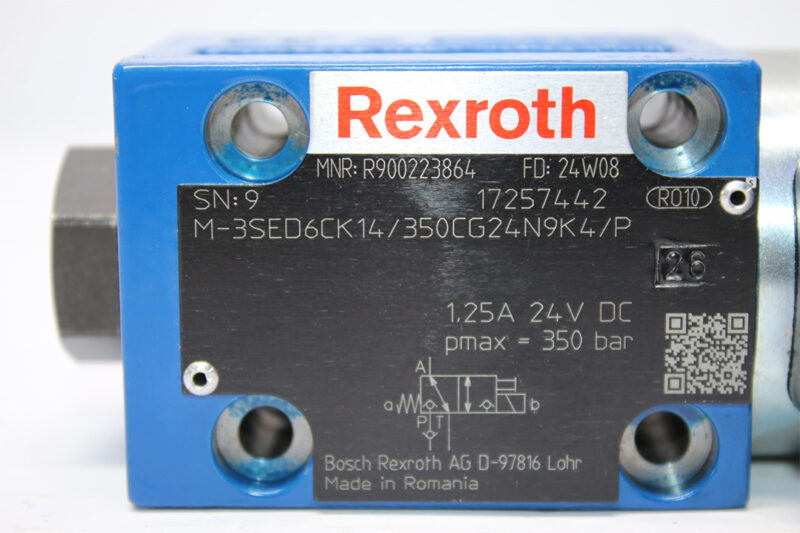 Rexroth
MNR: R900223864 FD: 24W08
SN: 9 17257442 RO10
M-3SED6CK14/350CG24N9K4/P
26
1.25A 24V DC
pmax = 350 bar
A
a b
P T
Bosch Rexroth AG D-97816 Lohr
Made in Romania